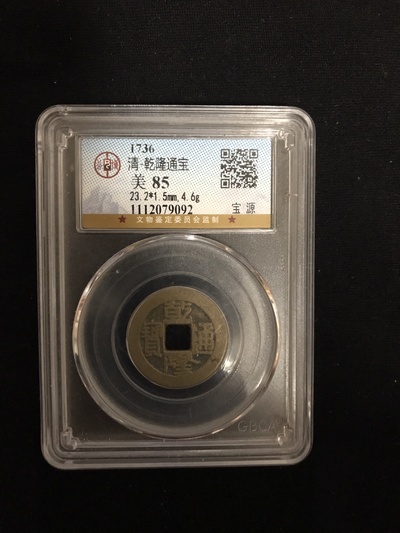 1736
清·乾隆通宝
美 85
23.2*1.5mm,4.6g
1112079092
宝 源
★ ★ ★ 文物鉴定委员会监制 ★ ★ ★
乾隆通寶
GBCA